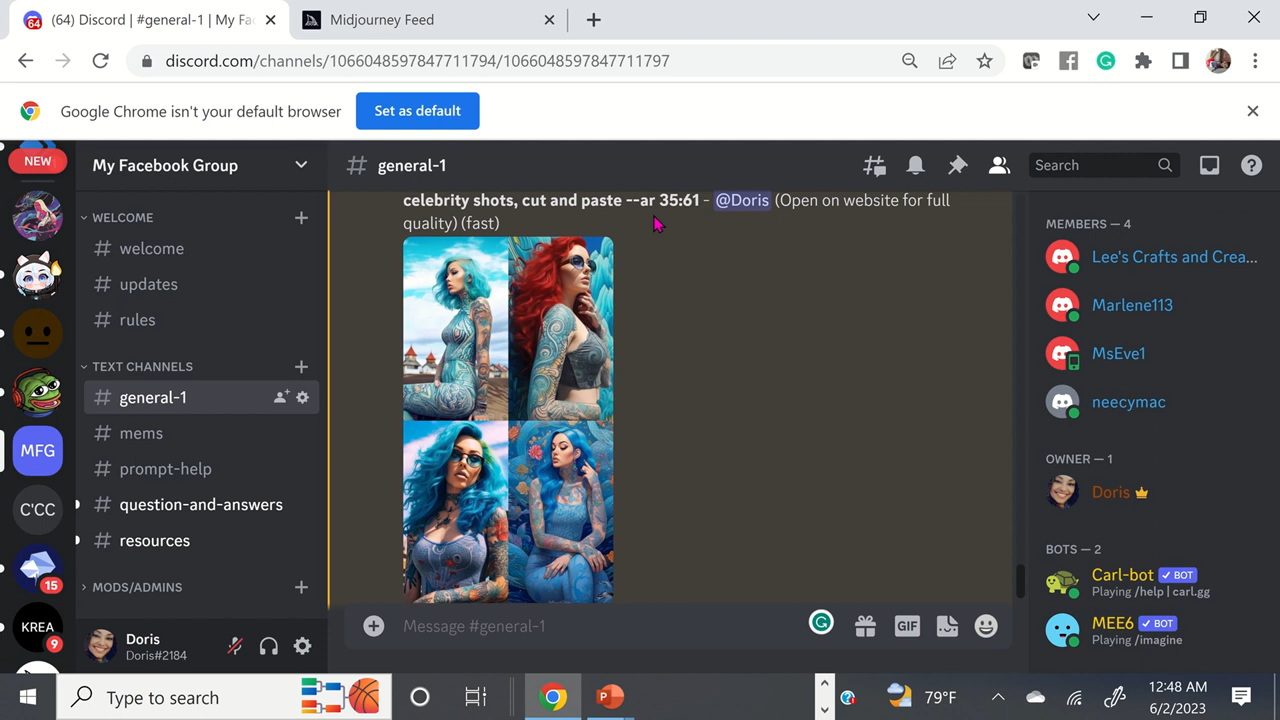 (64) Discord | #general-1 | My Fa
Midjourney Feed
discord.com/channels/1066048597847711794/1066048597847711797
Google Chrome isn't your default browser
Set as default
NEW
My Facebook Group
general-1
Search
WELCOME
welcome
updates
rules
TEXT CHANNELS
general-1
mems
prompt-help
question-and-answers
resources
MODS/ADMINS
MFG
C'CC
15
KREA
9
Doris
Doris#2184
celebrity shots, cut and paste --ar 35:61 - @Doris (Open on website for full
quality) (fast)
Message #general-1
GIF
MEMBERS — 4
Lee's Crafts and Crea...
Marlene113
MsEve1
neecymac
OWNER — 1
Doris
BOTS — 2
Carl-bot ✓ BOT
Playing /help | carl.gg
MEE6 ✓ BOT
Playing /imagine
Type to search
79°F
12:48 AM
6/2/2023